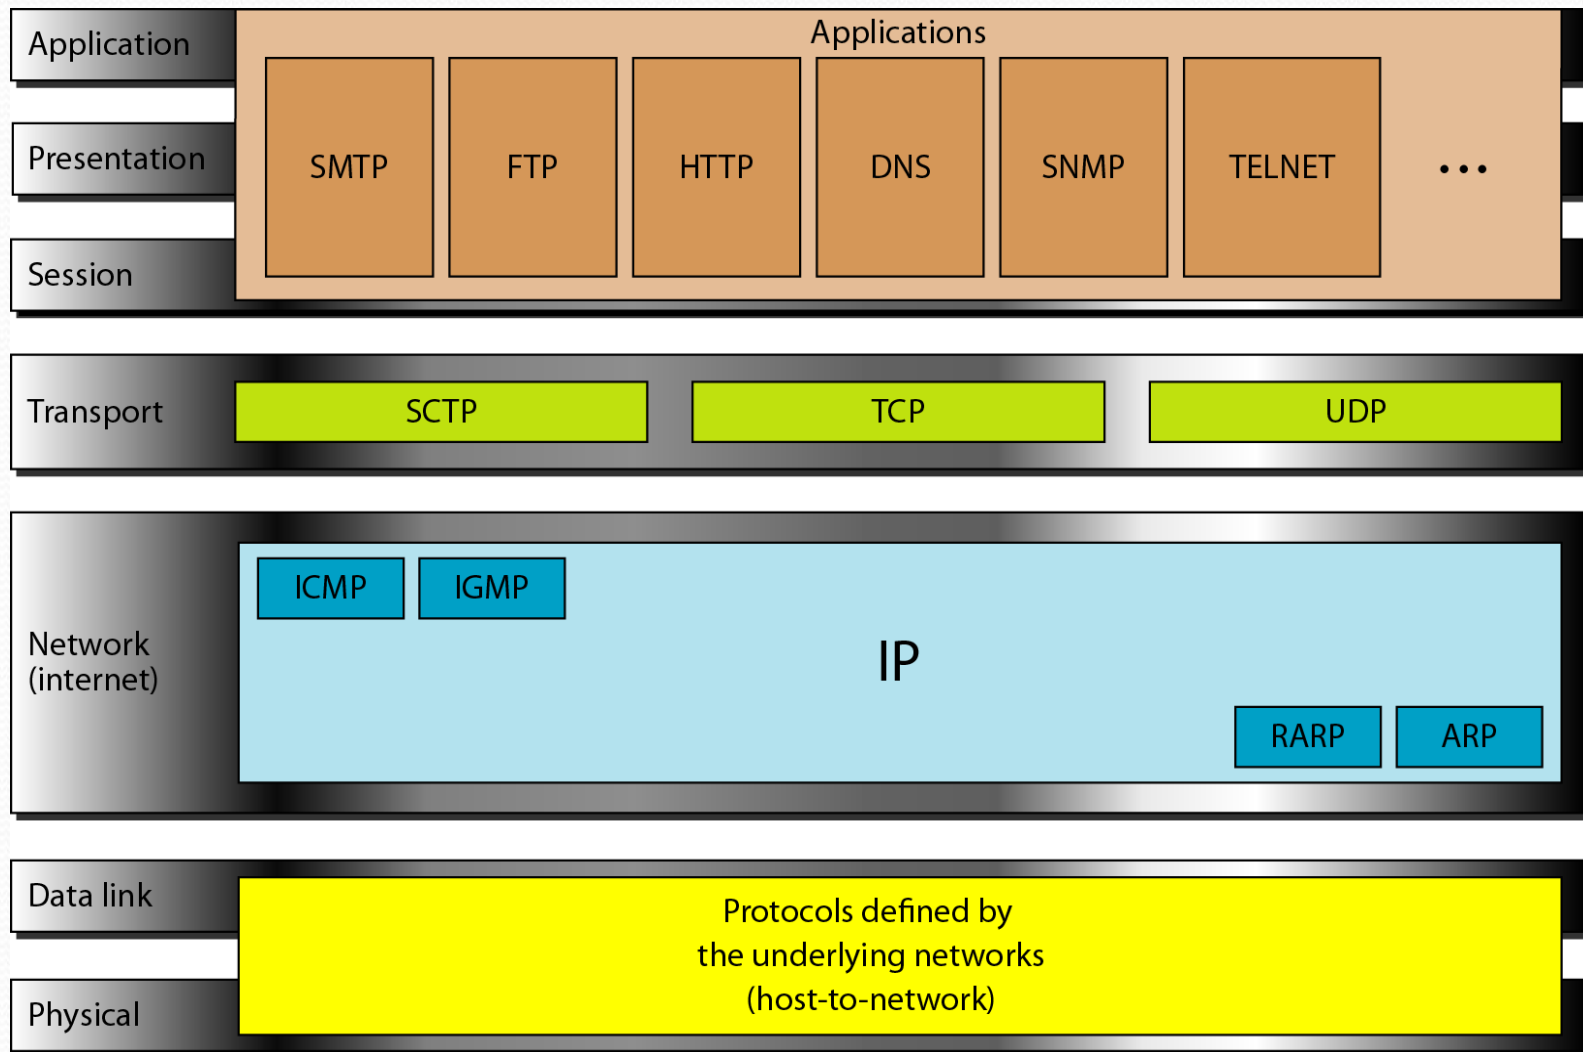 Application
Applications
Presentation
SMTP
FTP
HTTP
DNS
SNMP
TELNET
...
Session
Transport
SCTP
TCP
UDP
Network
(internet)
ICMP
IGMP
IP
RARP
ARP
Data link
Protocols defined by
the underlying networks
(host-to-network)
Physical